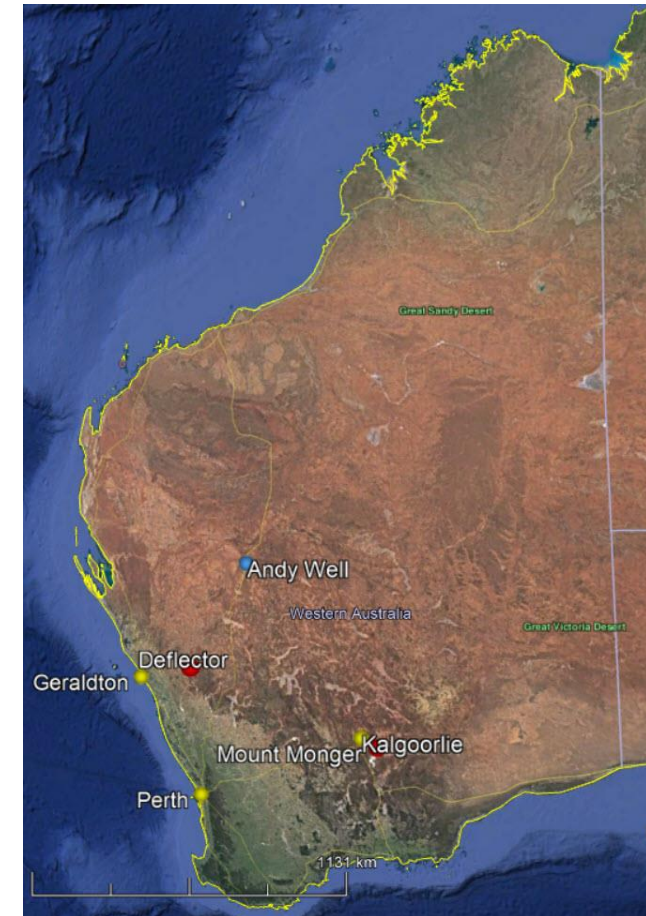 Great Sandy Desert
Andy Well
Western Australia
Great Victoria Desert
Deflector
Geraldton
Kalgoorlie
Mount Monger
Perth
1131 km